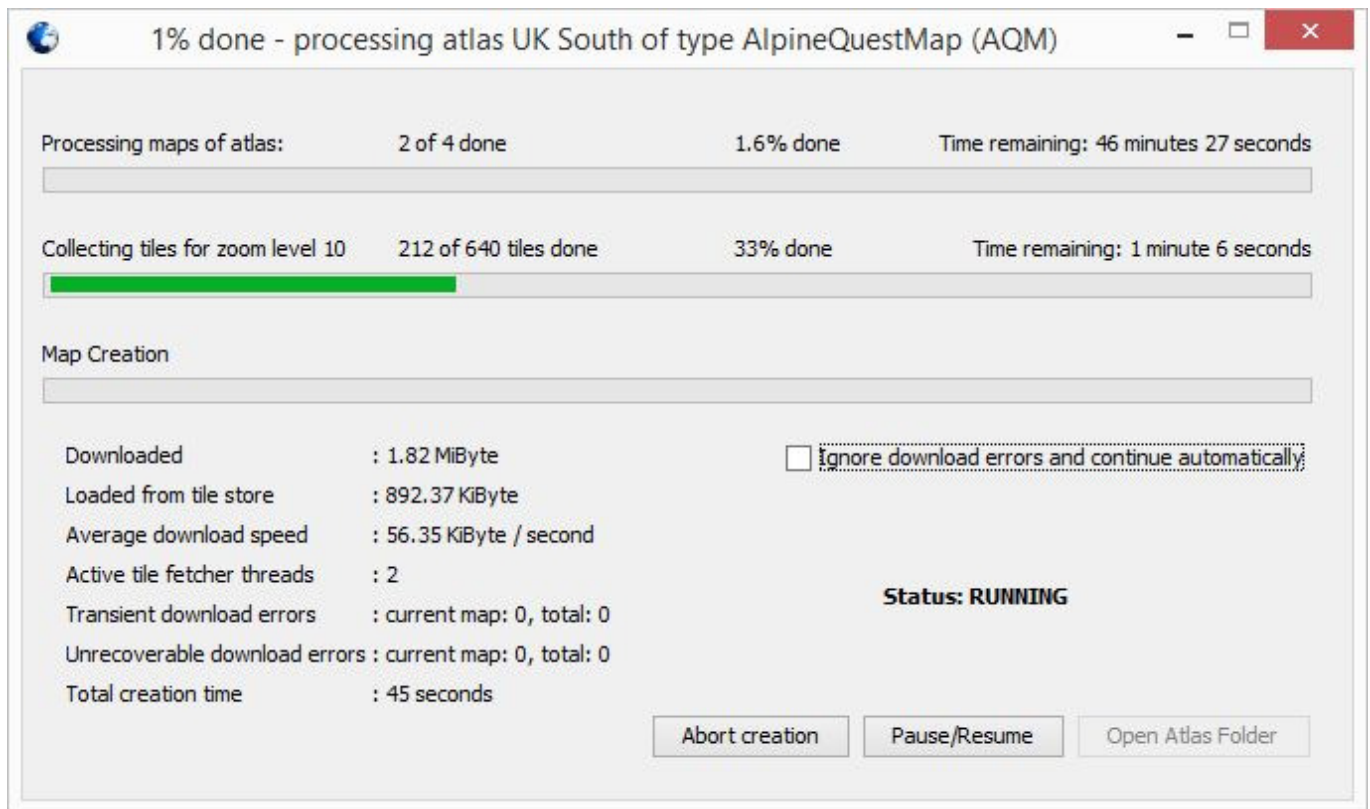 1% done - processing atlas UK South of type AlpineQuestMap (AQM)
Processing maps of atlas: 2 of 4 done 1.6% done Time remaining: 46 minutes 27 seconds
Collecting tiles for zoom level 10 212 of 640 tiles done 33% done Time remaining: 1 minute 6 seconds
Map Creation
Downloaded : 1.82 MiByte
Ignore download errors and continue automatically
Loaded from tile store : 892.37 KiByte
Average download speed : 56.35 KiByte / second
Active tile fetcher threads : 2
Status: RUNNING
Transient download errors : current map: 0, total: 0
Unrecoverable download errors : current map: 0, total: 0
Total creation time : 45 seconds
Abort creation Pause/Resume Open Atlas Folder